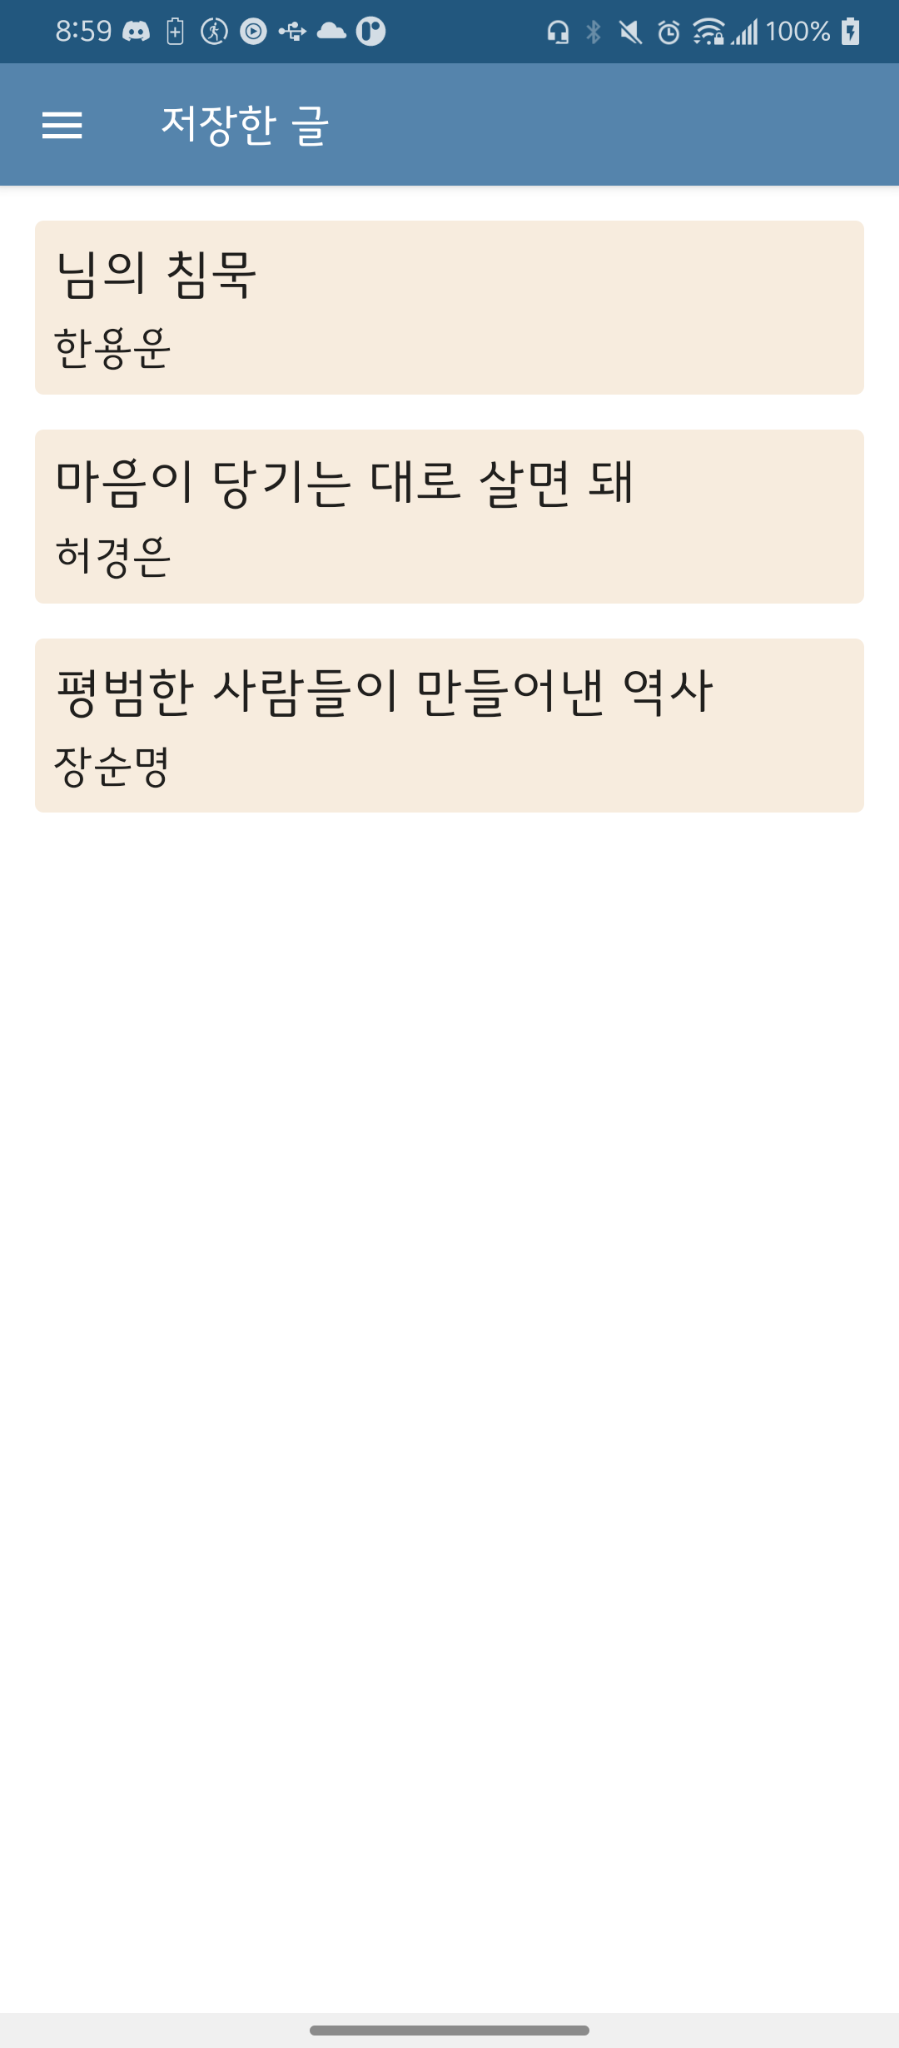 8:59 100%
저장한 글
님의 침묵
한용운
마음이 당기는 대로 살면 돼
허경은
평범한 사람들이 만들어낸 역사
장순명